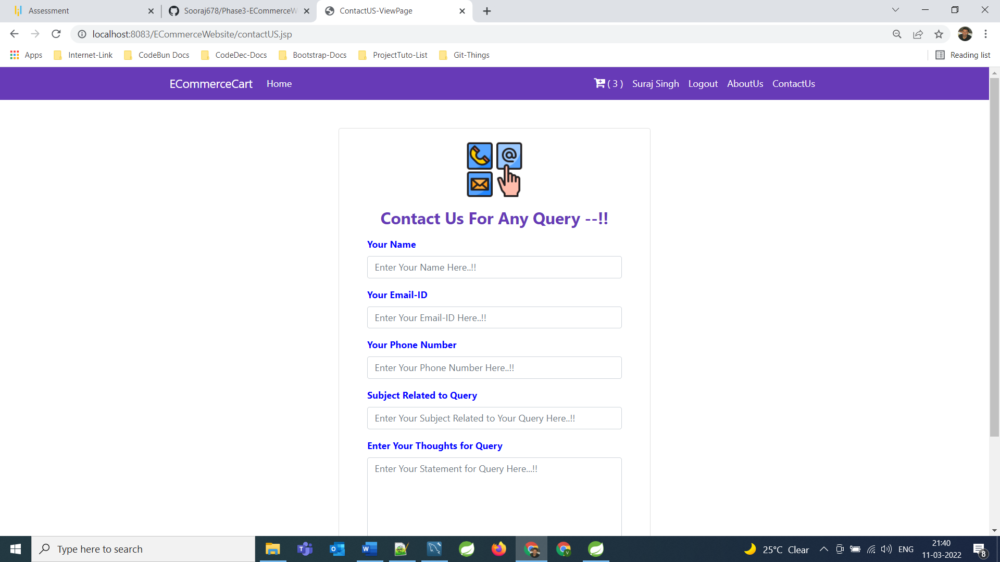 Assessment
Sooraj678/Phase3-ECommerceW
ContactUS-ViewPage
localhost:8083/ECommerceWebsite/contactUS.jsp
Apps Internet-Link CodeBun Docs CodeDec-Docs Bootstrap-Docs ProjectTuto-List Git-Things Reading list
ECommerceCart Home ( 3 ) Suraj Singh Logout AboutUs ContactUs
@
Contact Us For Any Query --!!
Your Name
Enter Your Name Here..!!
Your Email-ID
Enter Your Email-ID Here..!!
Your Phone Number
Enter Your Phone Number Here..!!
Subject Related to Query
Enter Your Subject Related to Your Query Here..!!
Enter Your Thoughts for Query
Enter Your Statement for Query Here...!!
Type here to search
25°C Clear
ENG
21:40
11-03-2022
8